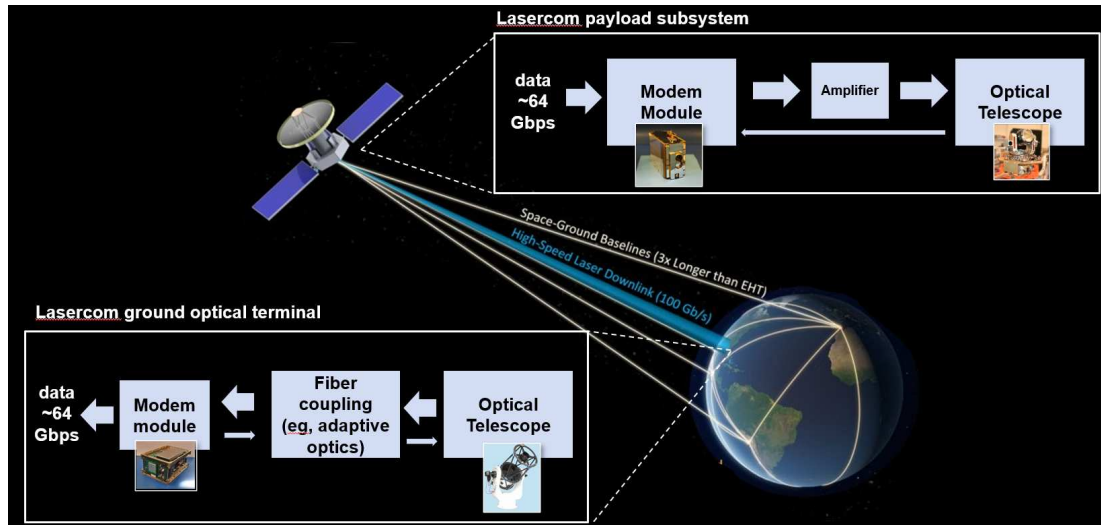 Lasercom payload subsystem
data
~64
Gbps
Modem
Module
Amplifier
Optical
Telescope
Space-Ground Baselines (3x Longer than EHT)
High-Speed Laser Downlink (100 Gb/s)
Lasercom ground optical terminal
data
~64
Gbps
Modem
module
Fiber
coupling
(eg, adaptive
optics)
Optical
Telescope